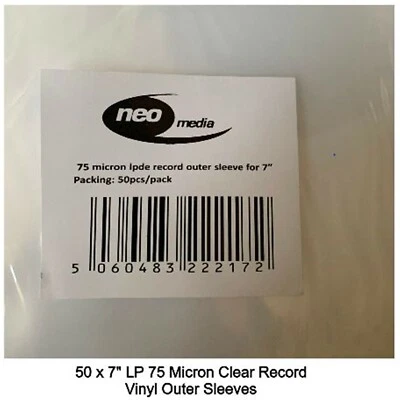 neo
media
75 micron lpde record outer sleeve for 7"
Packing: 50pcs/pack
5 060483 222172
50 x 7" LP 75 Micron Clear Record
Vinyl Outer Sleeves